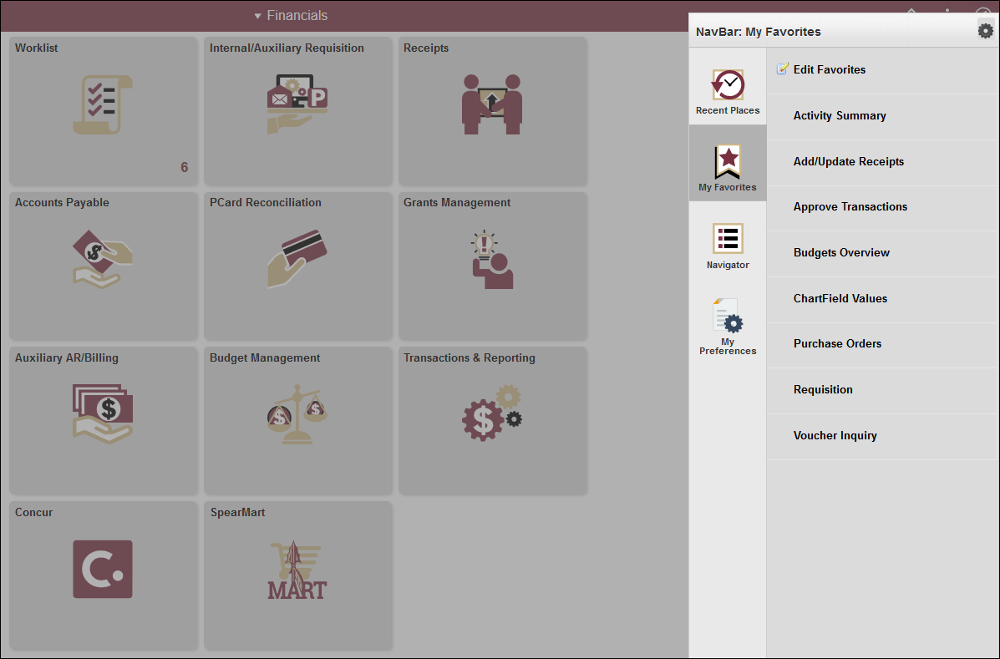 ▼ Financials
NavBar: My Favorites
Worklist
6
Internal/Auxiliary Requisition
P
Receipts
Accounts Payable
$
PCard Reconciliation
Grants Management
!
Auxiliary AR/Billing
$
Budget Management
$ $
Transactions & Reporting
$
Concur
C.
SpearMart
MART
Recent Places
My Favorites
Navigator
My
Preferences
Edit Favorites
Activity Summary
Add/Update Receipts
Approve Transactions
Budgets Overview
ChartField Values
Purchase Orders
Requisition
Voucher Inquiry